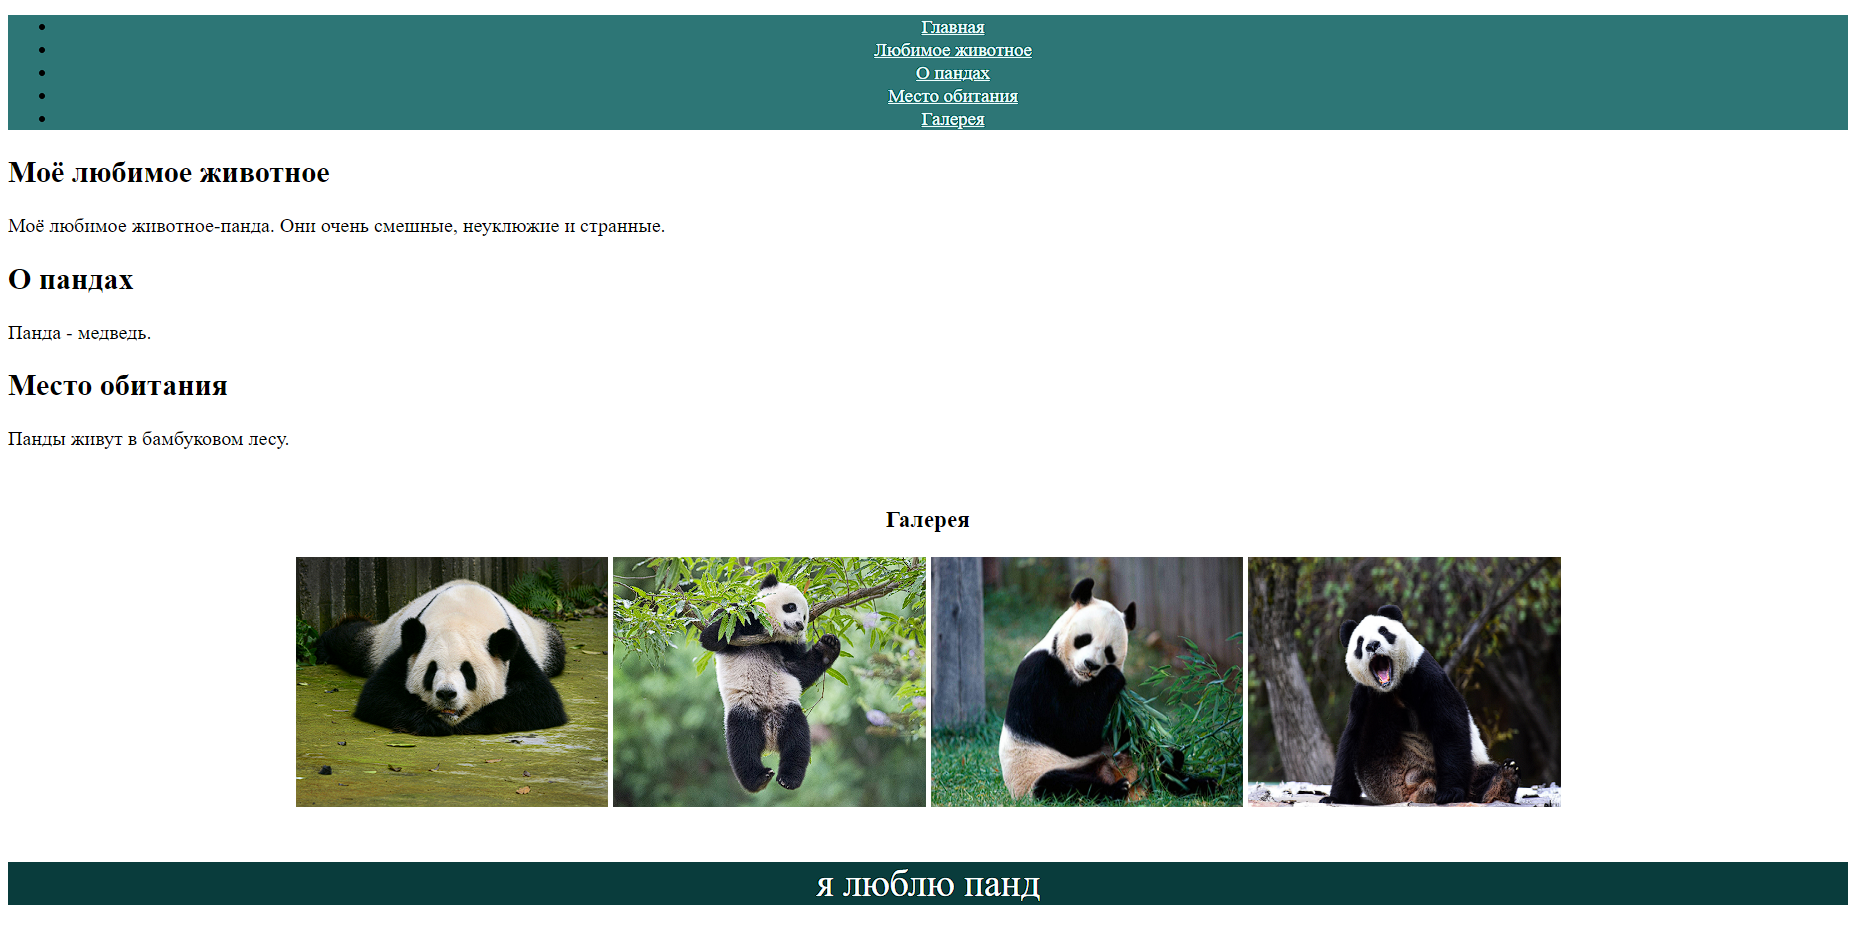 Главная
Любимое животное
О пандах
Место обитания
Галерея
Моё любимое животное
Моё любимое животное-панда. Они очень смешные, неуклюжие и странные.
О пандах
Панда - медведь.
Место обитания
Панды живут в бамбуковом лесу.
Галерея
я люблю панд